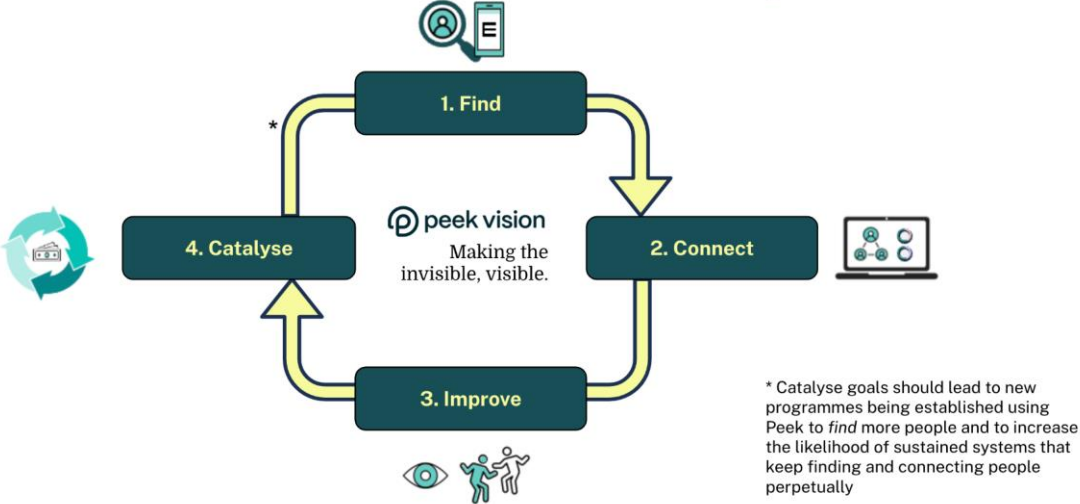 1. Find
*
peek vision
4. Catalyse
2. Connect
Making the
invisible, visible.
3. Improve
* Catalyse goals should lead to new
programmes being established using
Peek to find more people and to increase
the likelihood of sustained systems that
keep finding and connecting people
perpetually